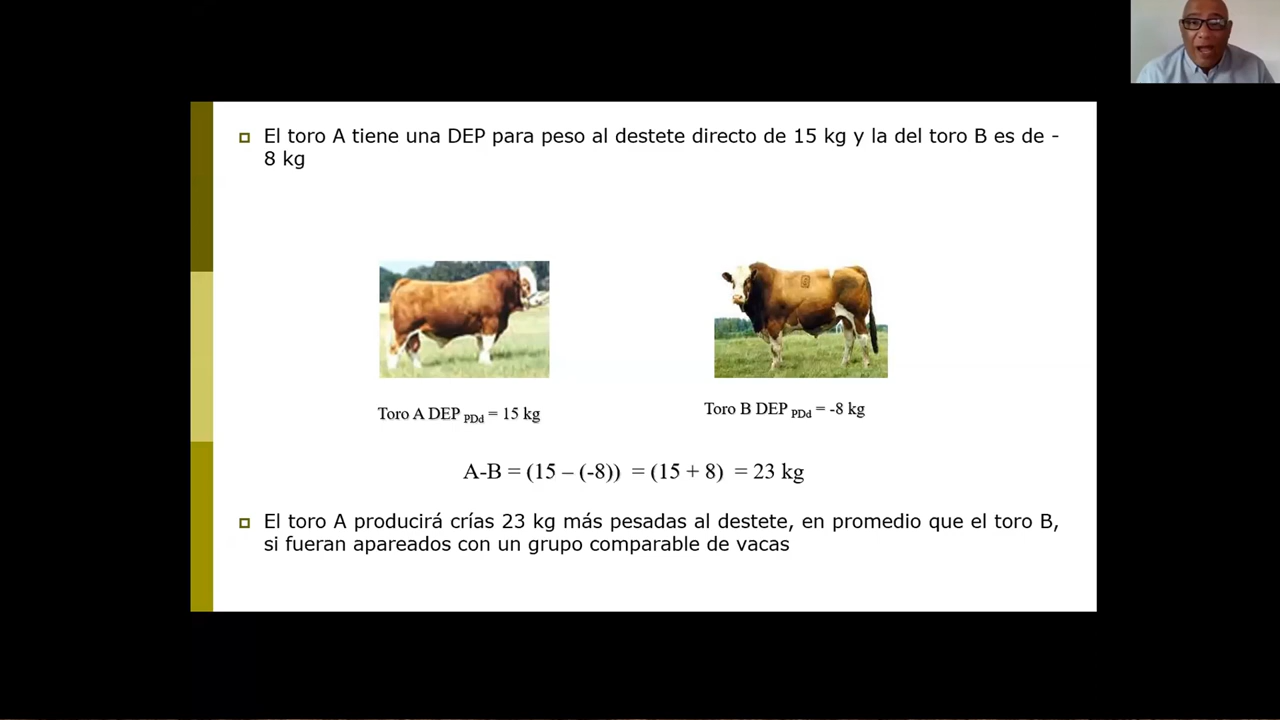 El toro A tiene una DEP para peso al destete directo de 15 kg y la del toro B es de -
8 kg
Toro A DEP PDd = 15 kg
Toro B DEP PDd = -8 kg
A-B = (15 – (-8)) = (15 + 8) = 23 kg
El toro A producirá crías 23 kg más pesadas al destete, en promedio que el toro B,
si fueran apareados con un grupo comparable de vacas